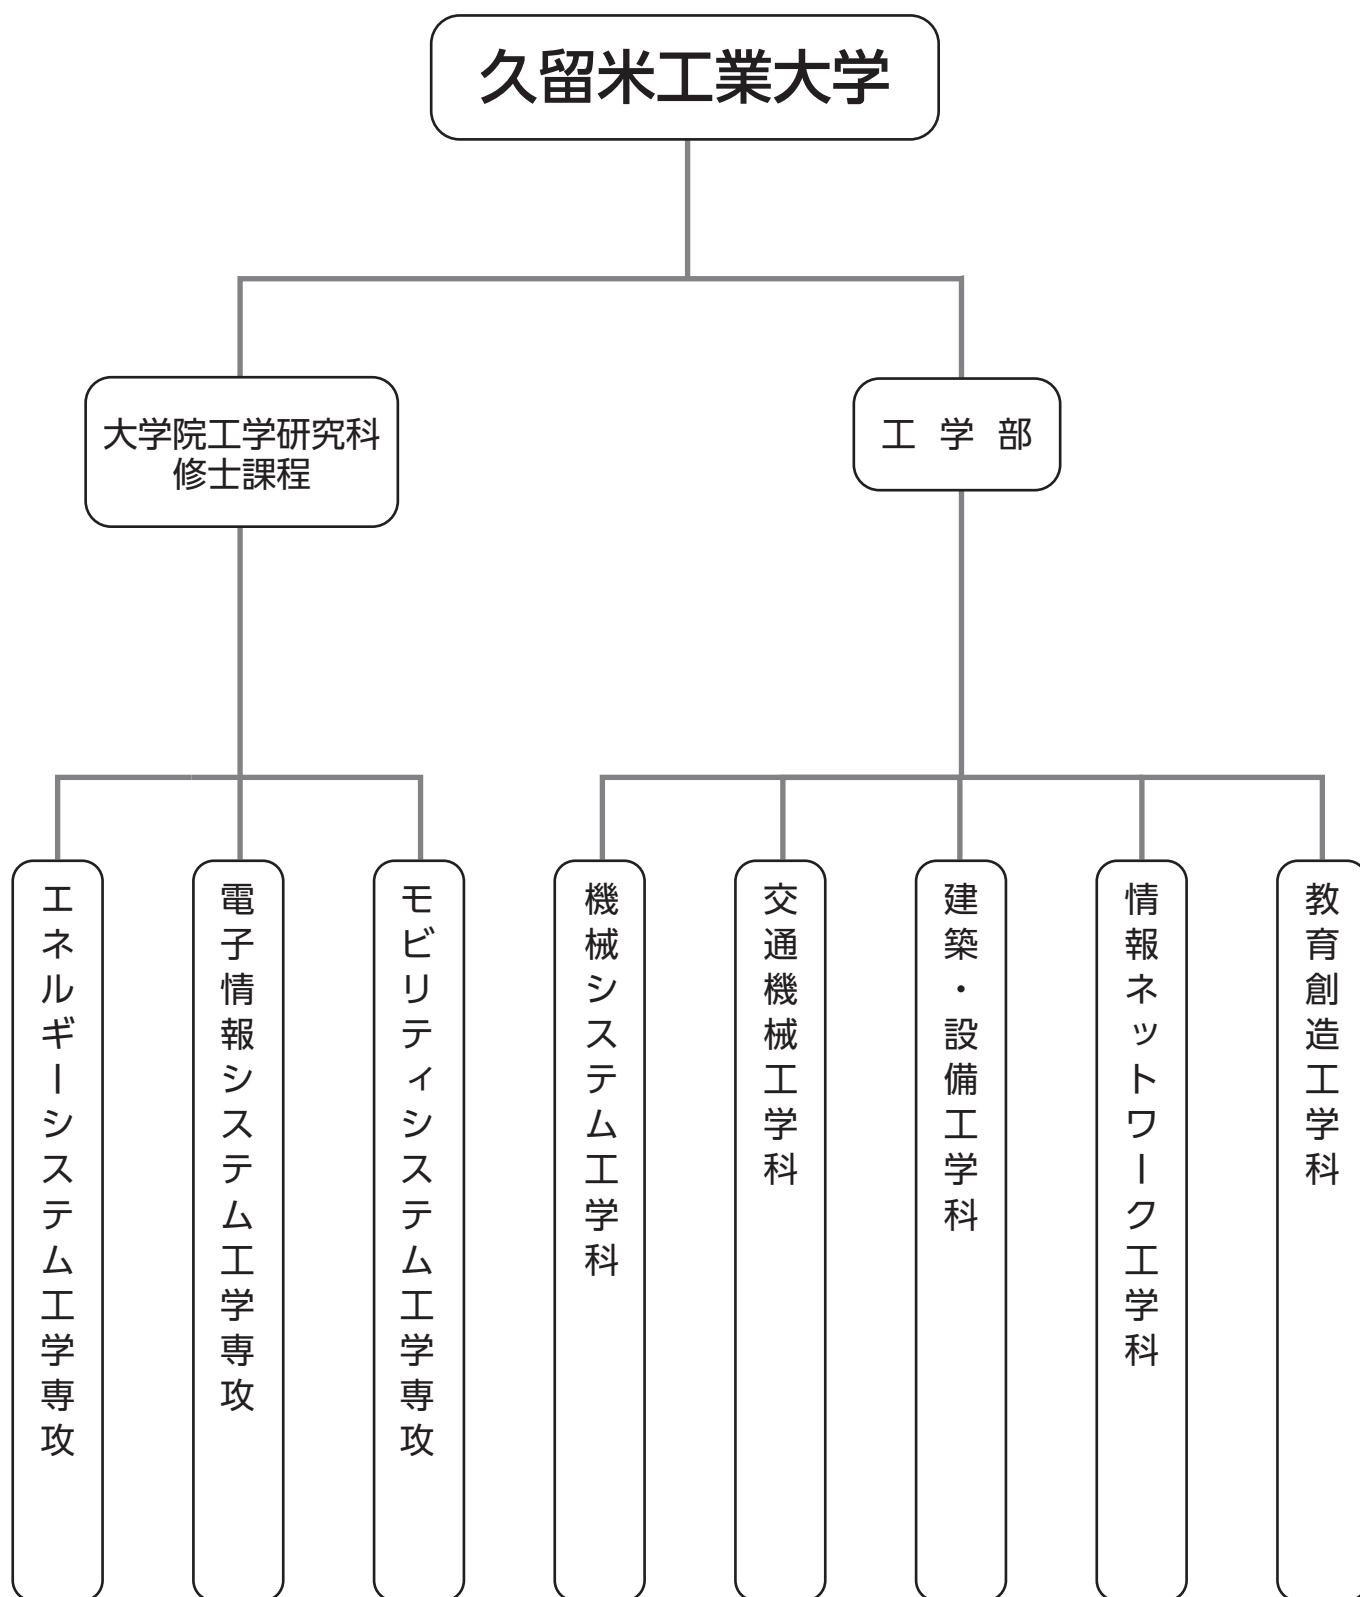 久留米工業大学
大学院工学研究科
修士課程
工学部
エネルギーシステム工学専攻
電子情報システム工学専攻
モビリティシステム工学専攻
機械システム工学科
交通機械工学科
建築・設備工学科
情報ネットワーク工学科
教育創造工学科